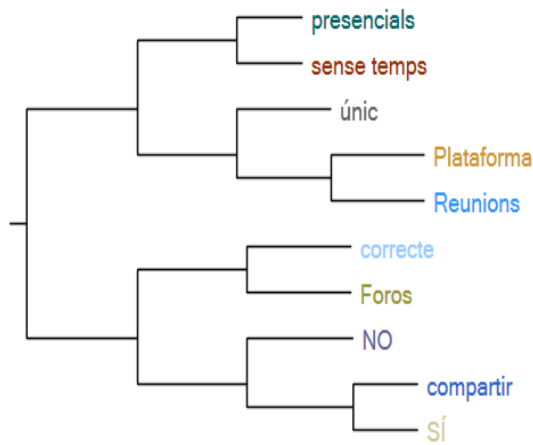 presencials
sense temps
únic
Plataforma
Reunions
correcte
Foros
NO
compartir
SÍ